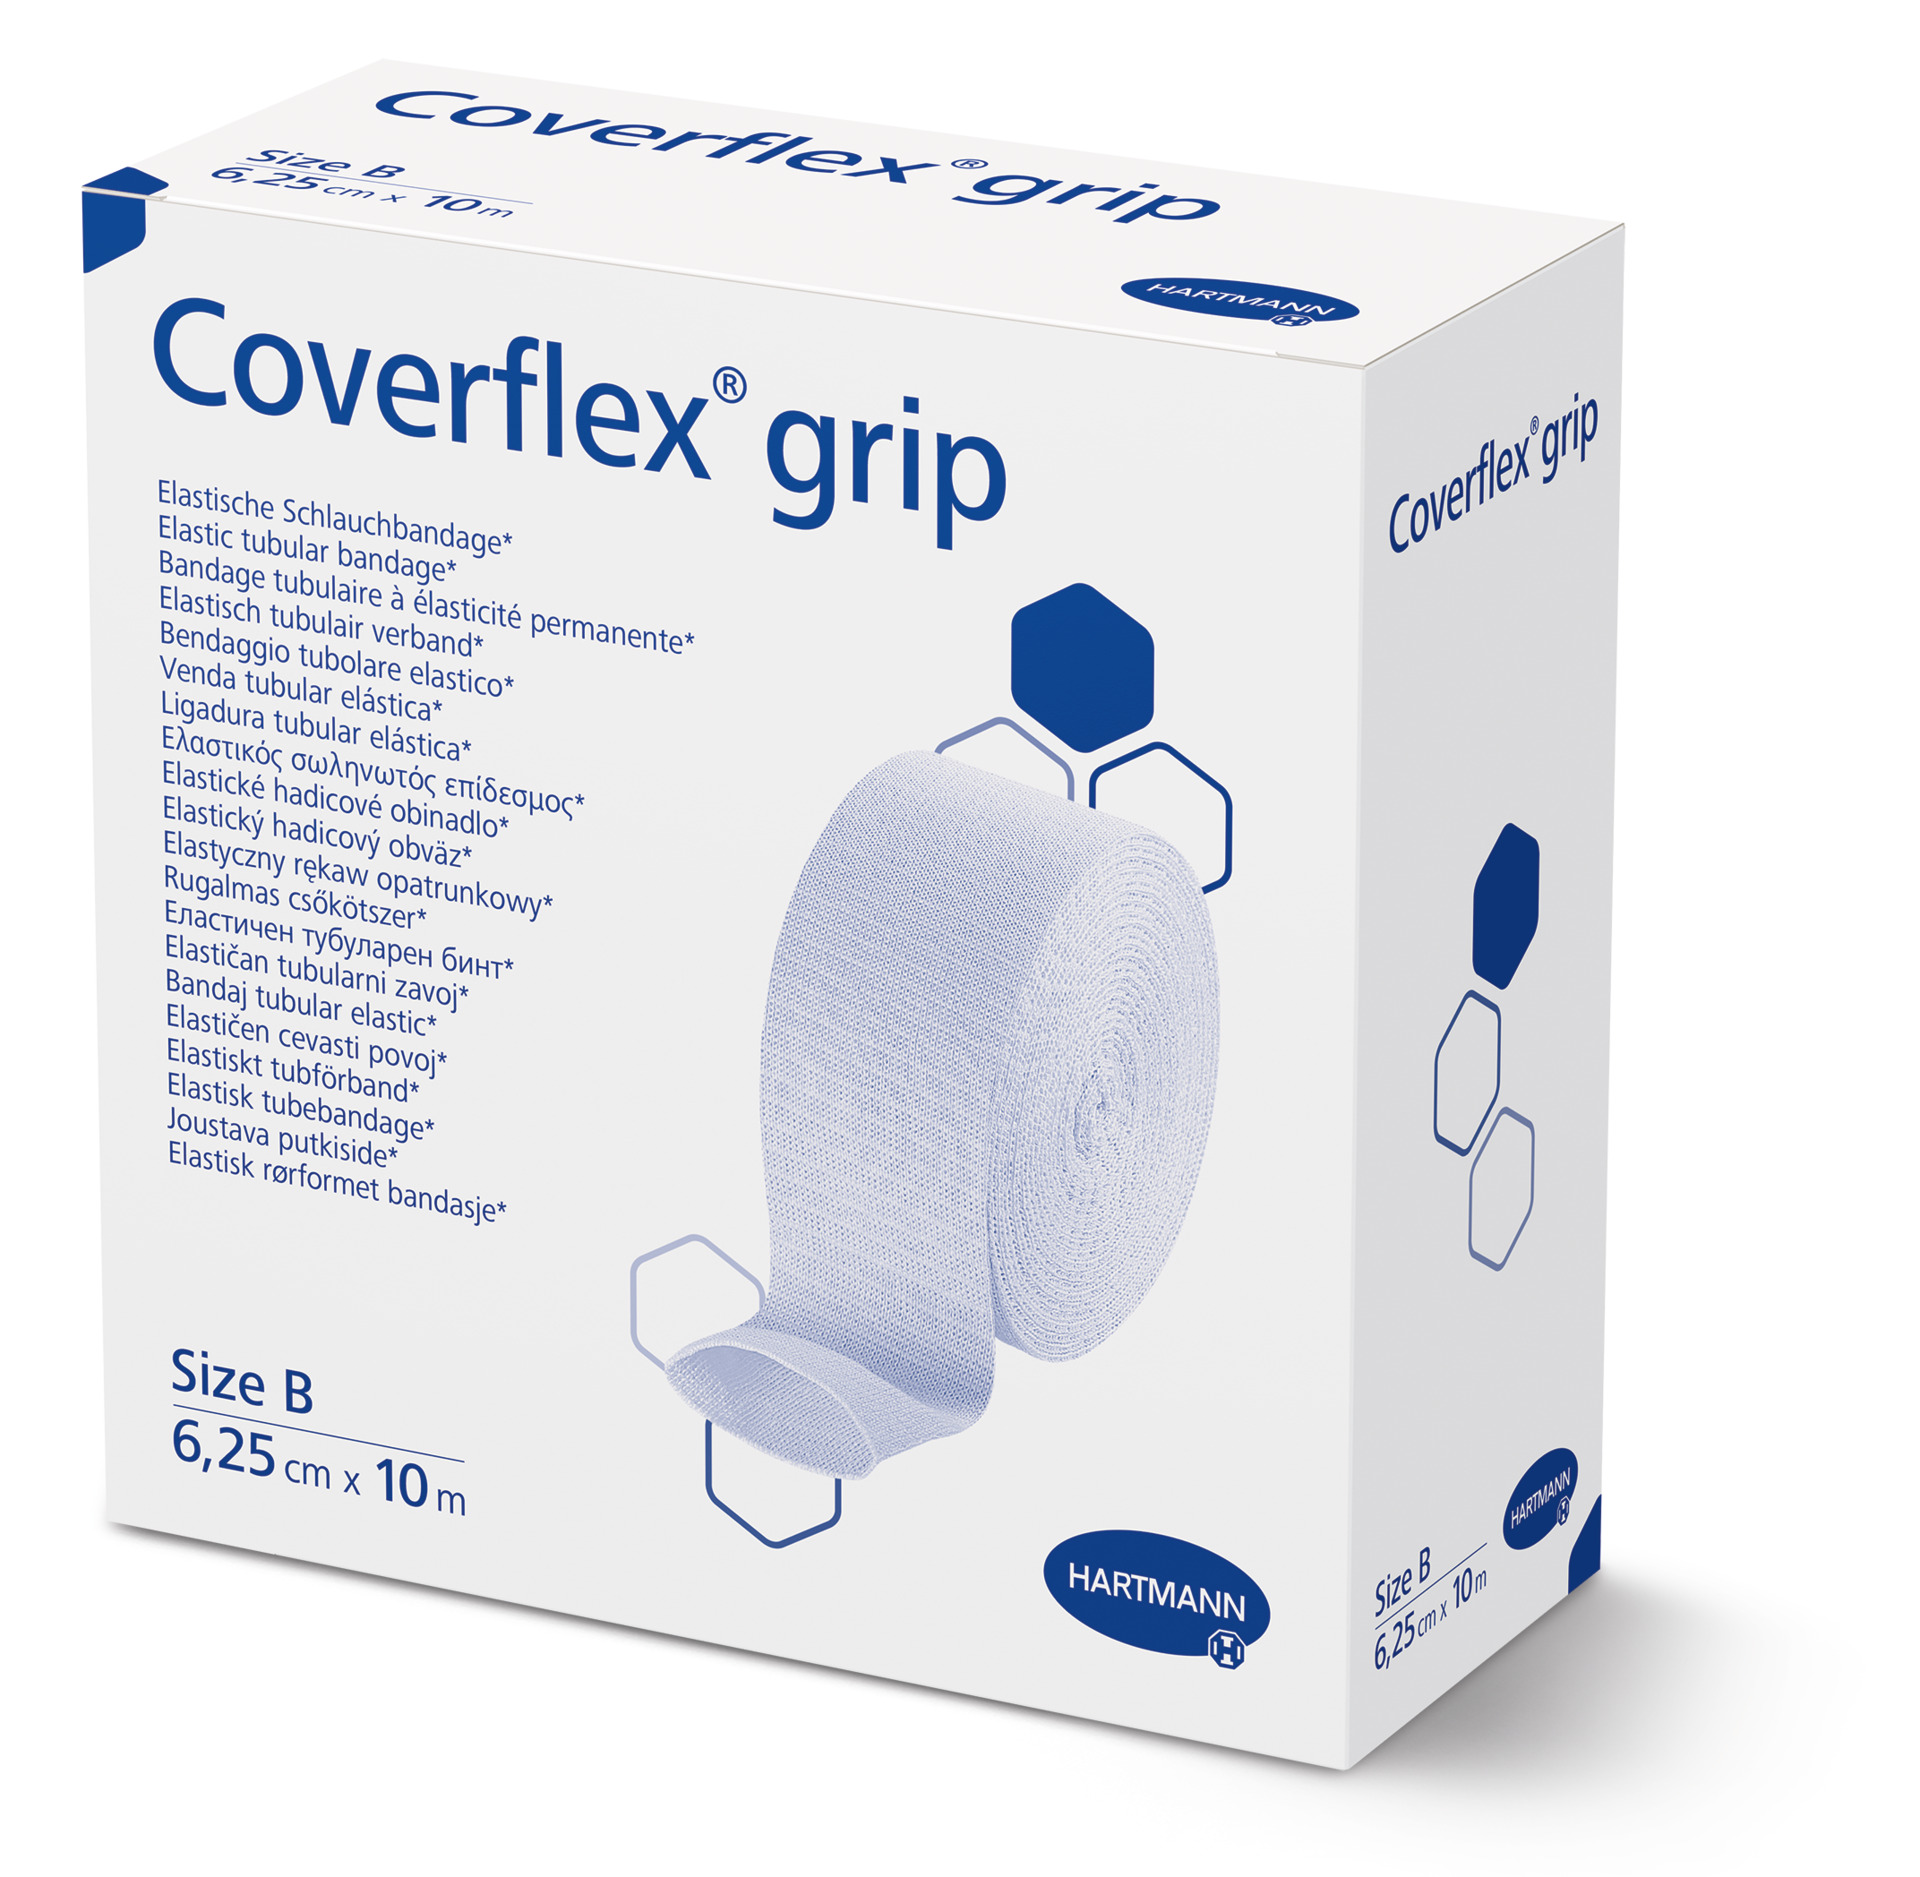 Coverflex® grip
Size B
6,25 cm x 10 m
HARTMANN
Coverflex® grip
Elastische Schlauchbandage*
Elastic tubular bandage*
Bandage tubulaire à élasticité permanente*
Elastisch tubulair verband*
Bendaggio tubolare elastico*
Venda tubular elástica*
Ligadura tubular elástica*
Ελαστικός σωληνωτός επίδεσμος*
Elastické hadicové obinadlo*
Elastický hadicový obväz*
Elastyczny rękaw opatrunkowy*
Rugalmas csőkötszer*
Еластичен тубуларен бинт*
Elastičan tubularni zavoj*
Bandaj tubular elastic*
Elastičen cevasti povoj*
Elastiskt tubförband*
Elastisk tubebandage*
Joustava putkiside*
Elastisk rørformet bandasje*
Size B
6,25 cm x 10 m
HARTMANN
Coverflex® grip
HARTMANN
Size B
6,25 cm x 10 m